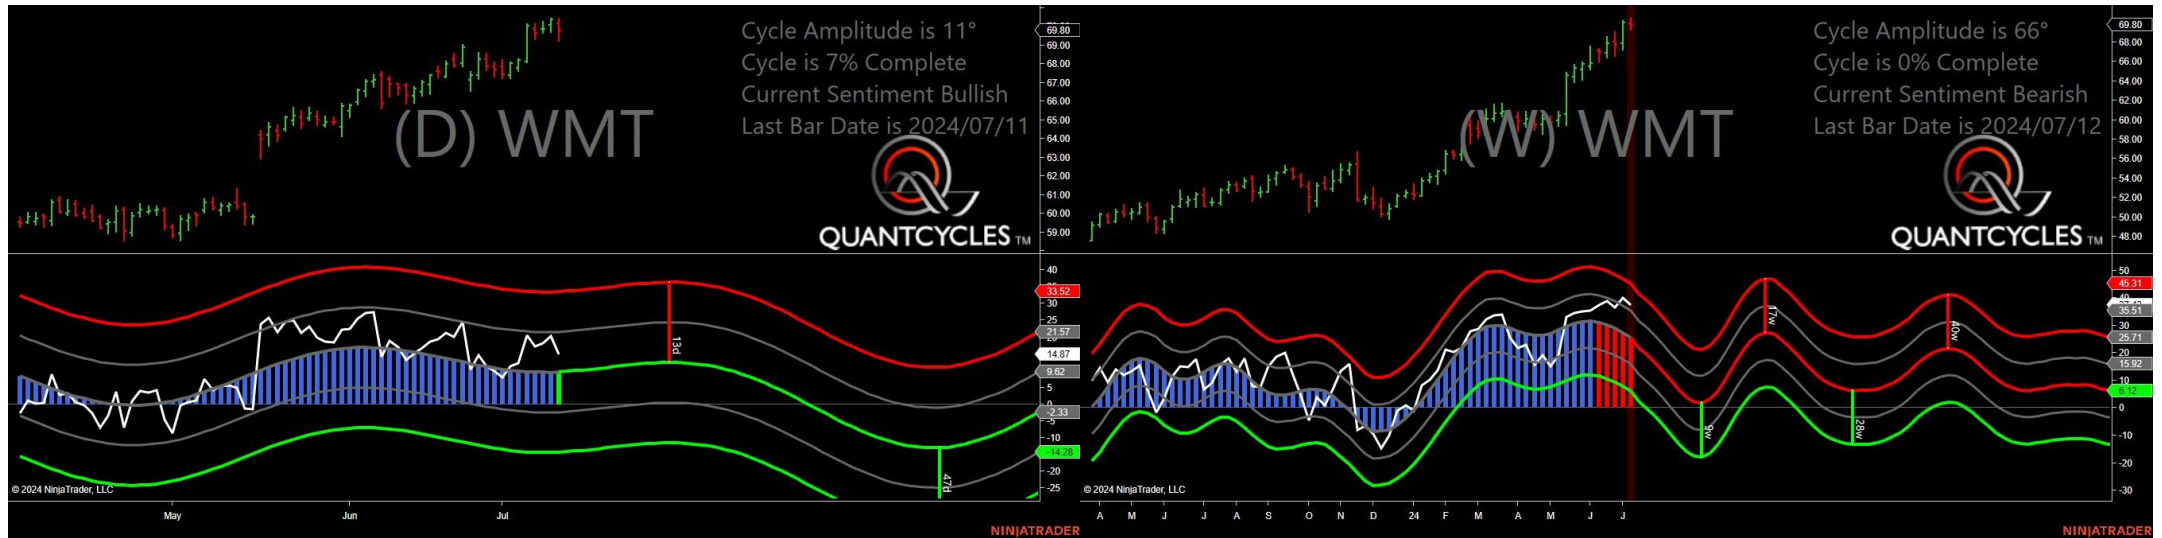 Cycle Amplitude is 11°
Cycle is 7% Complete
Current Sentiment Bullish
Last Bar Date is 2024/07/11
(D) WMT
QUANTCYCLES TM
69.80
69.00
68.00
67.00
66.00
65.00
64.00
63.00
62.00
61.00
60.00
59.00
40
33.52
30
25
21.57
14.87
9.62
5
0
-2.33
-5
-10
-14.28
-20
-25
13d
47d
© 2024 NinjaTrader, LLC
May Jun Jul
NINJATRADER
Cycle Amplitude is 66°
Cycle is 0% Complete
Current Sentiment Bearish
Last Bar Date is 2024/07/12
(W) WMT
QUANTCYCLES TM
69.80
68.00
66.00
64.00
62.00
60.00
58.00
56.00
54.00
52.00
50.00
48.00
50
45.31
35.51
30
25.71
20
15.92
10
6.12
0
-10
-20
-30
9w
17w
28w
40w
© 2024 NinjaTrader, LLC
A M J J A S O N D 24 F M A M J J
NINJATRADER